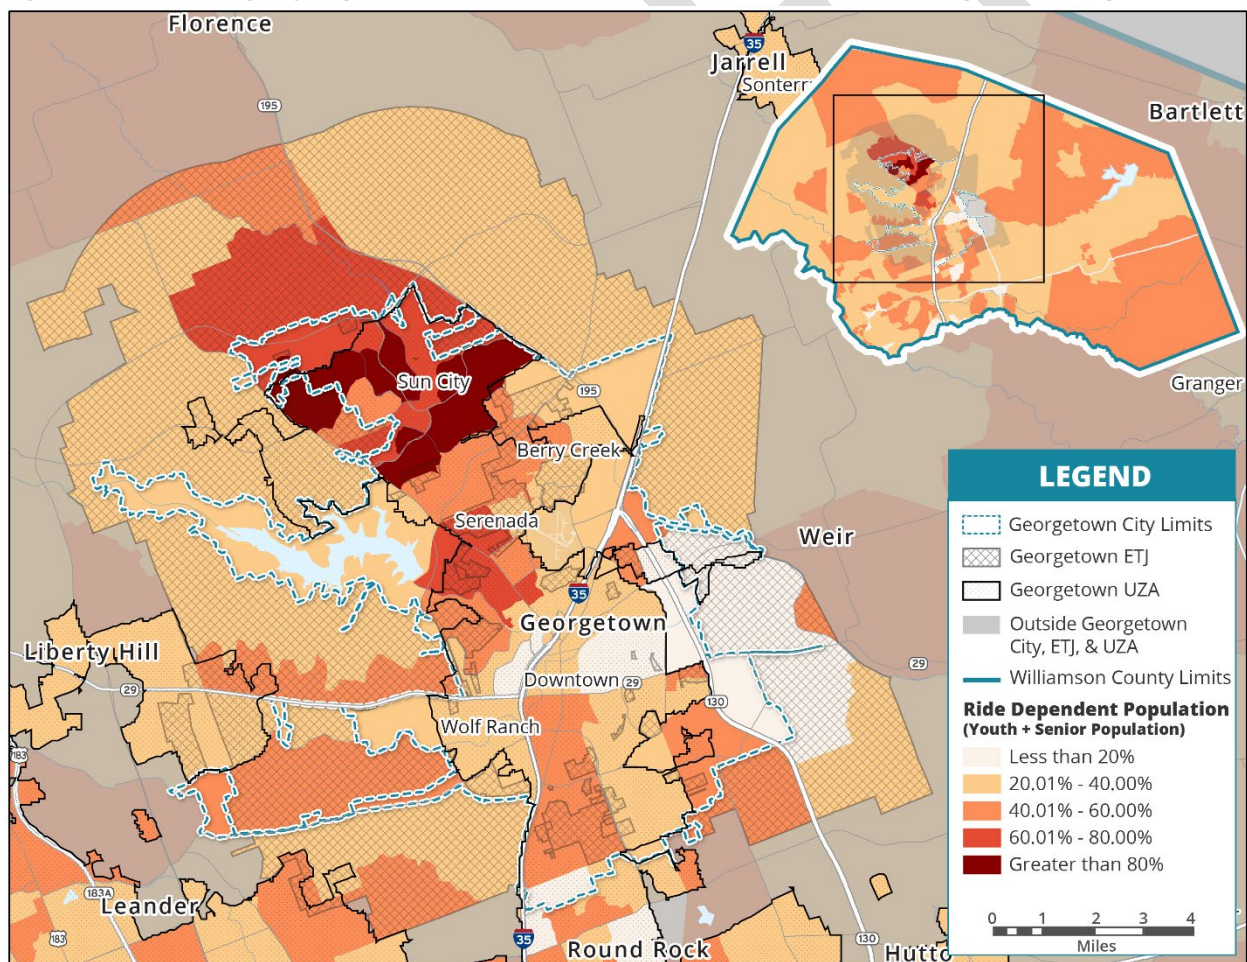 Florence
35
Jarrell
Sonterr
195
Bartlett
Sun City
Granger
195
Berry Creek
Serenada
Weir
35
Georgetown
Liberty Hill
29
29
Downtown
29
130
Wolf Ranch
183
183A
Leander
183
35
Round Rock
130
Hutto
LEGEND
Georgetown City Limits
Georgetown ETJ
Georgetown UZA
Outside Georgetown
City, ETJ, & UZA
Williamson County Limits
Ride Dependent Population
(Youth + Senior Population)
Less than 20%
20.01% - 40.00%
40.01% - 60.00%
60.01% - 80.00%
Greater than 80%
0 1 2 3 4
Miles